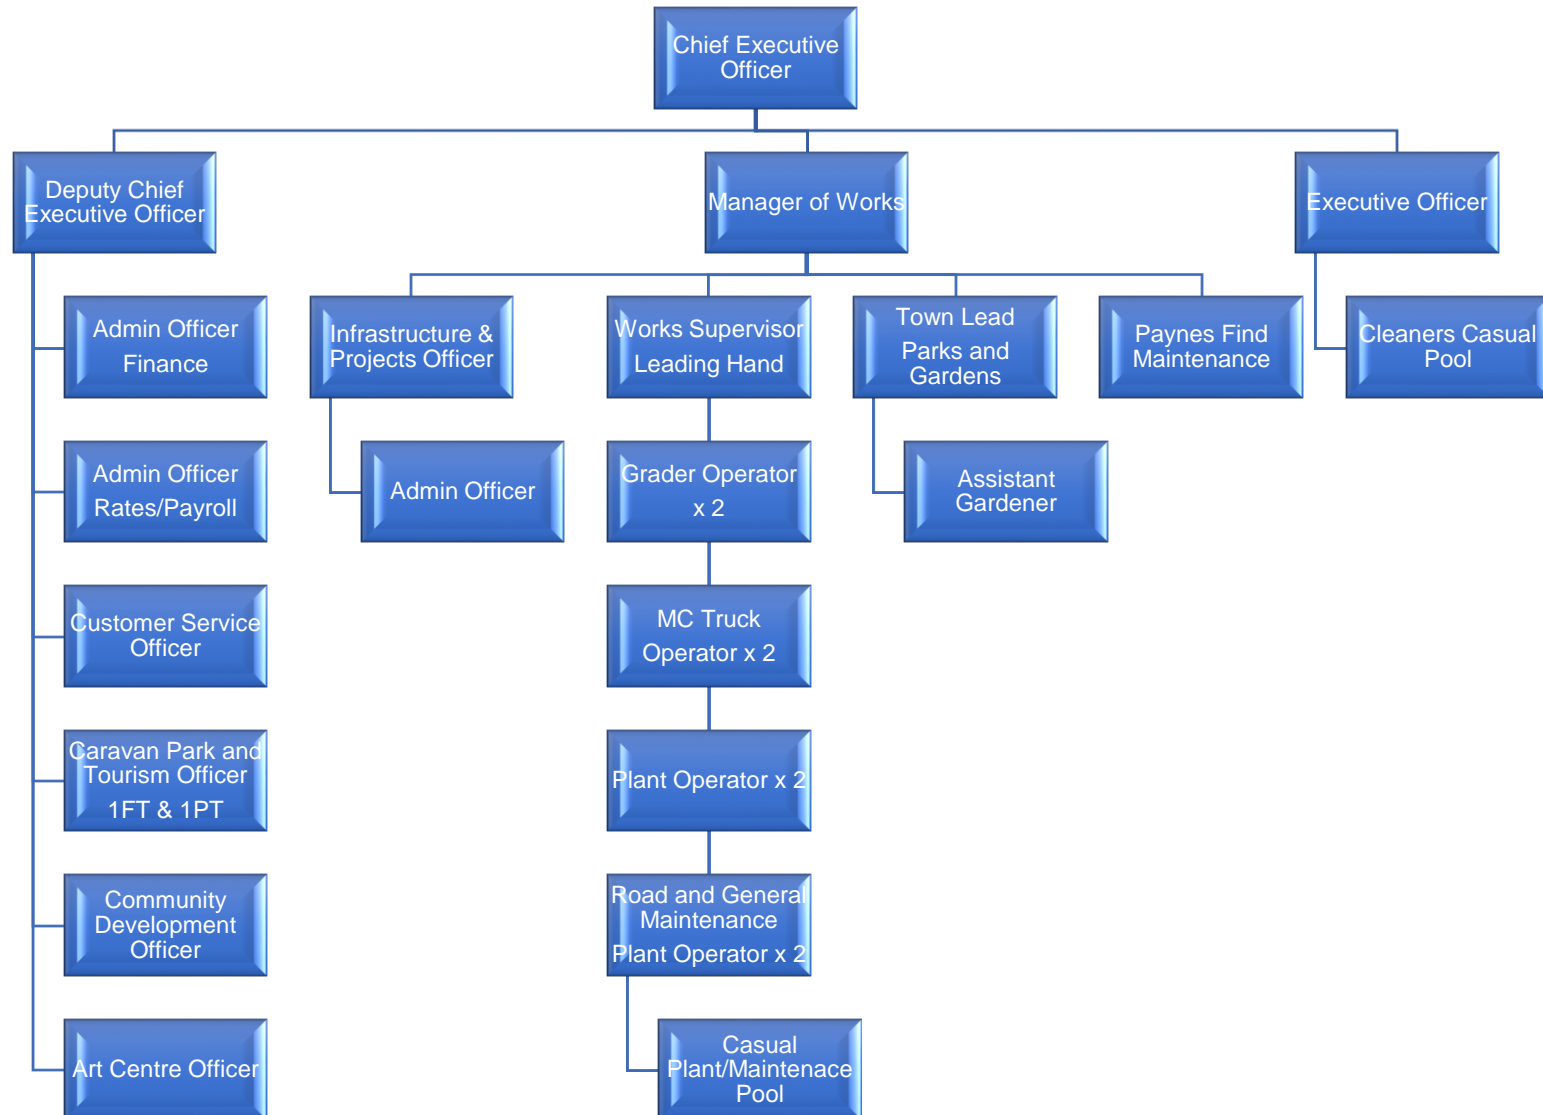 Chief Executive
Officer
Deputy Chief
Executive Officer
Manager of Works
Executive Officer
Admin Officer
Finance
Infrastructure &
Projects Officer
Works Supervisor
Leading Hand
Town Lead
Parks and
Gardens
Paynes Find
Maintenance
Cleaners Casual
Pool
Admin Officer
Rates/Payroll
Admin Officer
Grader Operator
x 2
Assistant
Gardener
Customer Service
Officer
MC Truck
Operator x 2
Caravan Park and
Tourism Officer
1FT & 1PT
Plant Operator x 2
Community
Development
Officer
Road and General
Maintenance
Plant Operator x 2
Art Centre Officer
Casual
Plant/Maintenace
Pool